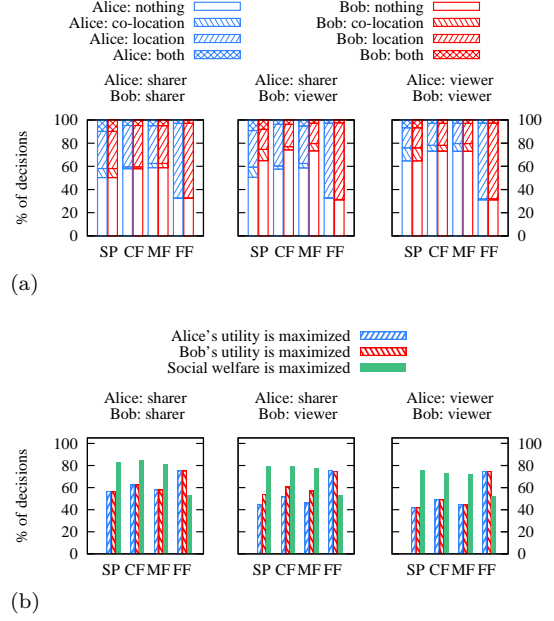 Alice: nothing Bob: nothing
Alice: co-location Bob: co-location
Alice: location Bob: location
Alice: both Bob: both
Alice: sharer Alice: sharer Alice: viewer
Bob: sharer Bob: viewer Bob: viewer
100 100
80 80
60 60
40 40
20 20
0 0
% of decisions
SP CF MF FF SP CF MF FF SP CF MF FF
(a)
Alice's utility is maximized
Bob's utility is maximized
Social welfare is maximized
Alice: sharer Alice: sharer Alice: viewer
Bob: sharer Bob: viewer Bob: viewer
100 100
80 80
60 60
40 40
20 20
0 0
% of decisions
SP CF MF FF SP CF MF FF SP CF MF FF
(b)